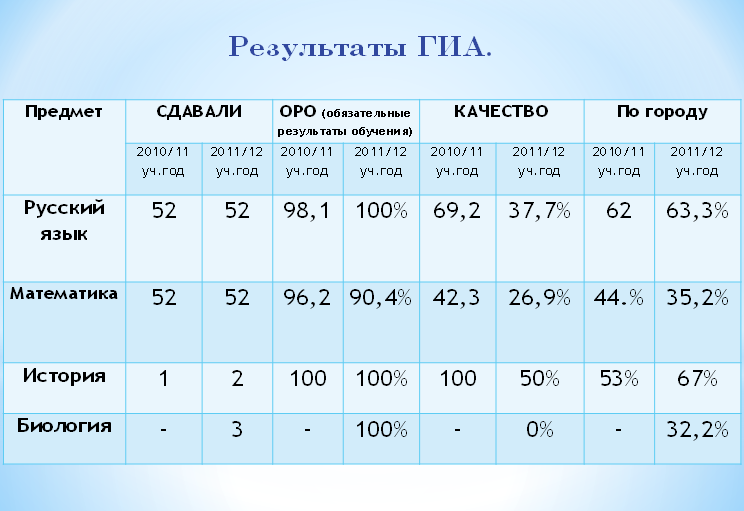 Результаты ГИА.
Предмет СДАВАЛИ ОРО (обязательные результаты обучения) КАЧЕСТВО По городу
2010/11 уч.год 2011/12 уч.год 2010/11 уч.год 2011/12 уч.год 2010/11 уч.год 2011/12 уч.год 2010/11 уч.год 2011/12 уч.год
Русский язык 52 52 98,1 100% 69,2 37,7% 62 63,3%
Математика 52 52 96,2 90,4% 42,3 26,9% 44.% 35,2%
История 1 2 100 100% 100 50% 53% 67%
Биология - 3 - 100% - 0% - 32,2%